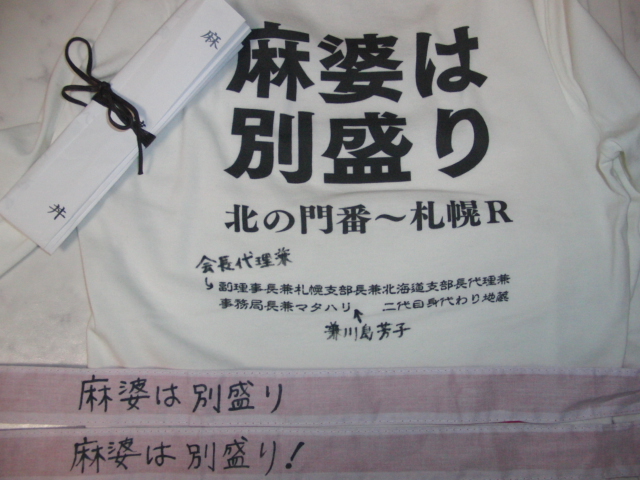 麻
丼
麻婆は
別盛り
北の門番～札幌R
会長代理兼
副理事長兼札幌支部長兼北海道支部長代理兼
事務局長兼マタハリ 二代目身代わり地蔵
兼川島芳子
麻婆は別盛り
麻婆は別盛り!